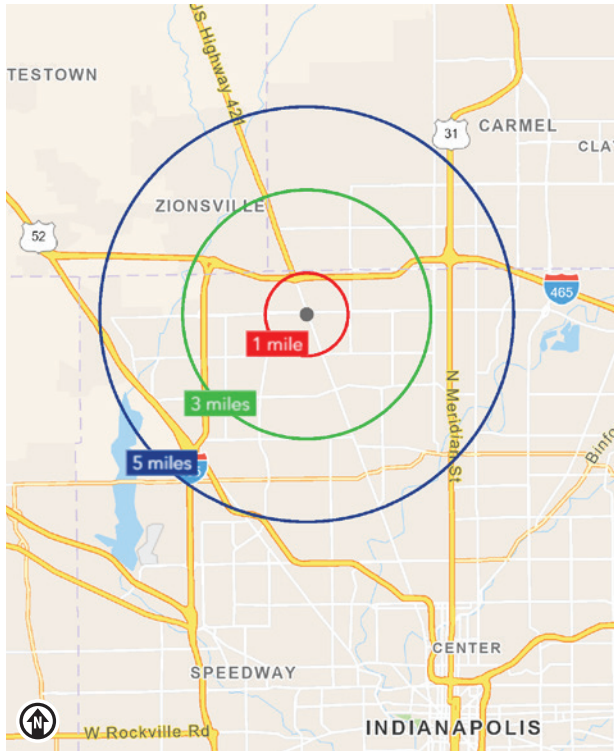 TESTOWN
US Highway 421
31
CARMEL
CLA
ZIONSVILLE
52
465
1 mile
3 miles
N Meridian St
5 miles
Binfo
CENTER
SPEEDWAY
N
W Rockville Rd
INDIANAPOLIS